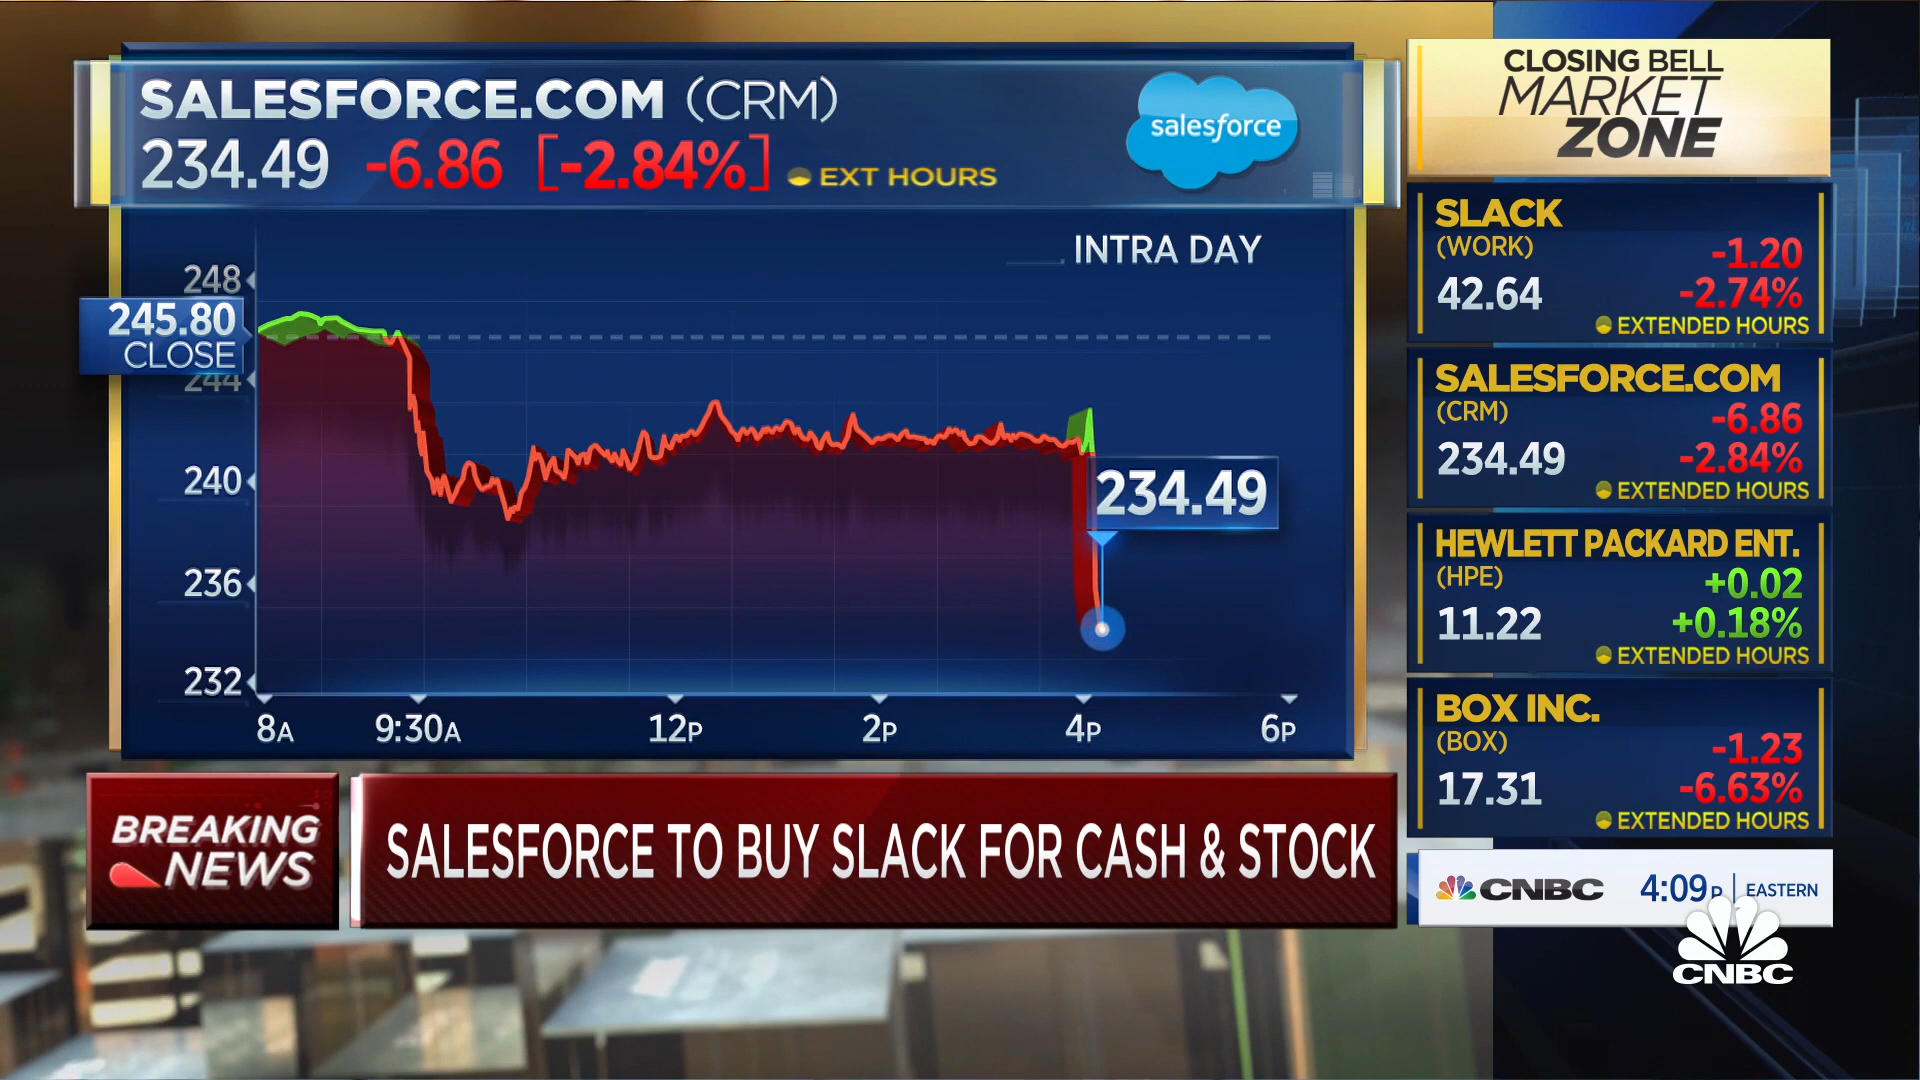 SALESFORCE.COM (CRM)
234.49 -6.86 [-2.84%] EXT HOURS
salesforce
INTRA DAY
248
245.80
CLOSE
244
240
236
232
234.49
8A 9:30A 12P 2P 4P 6P
BREAKING
NEWS
SALESFORCE TO BUY SLACK FOR CASH & STOCK
CLOSING BELL
MARKET
ZONE
SLACK
(WORK) -1.20
42.64 -2.74%
EXTENDED HOURS
SALESFORCE.COM
(CRM) -6.86
234.49 -2.84%
EXTENDED HOURS
HEWLETT PACKARD ENT.
(HPE) +0.02
11.22 +0.18%
EXTENDED HOURS
BOX INC.
(BOX) -1.23
17.31 -6.63%
EXTENDED HOURS
CNBC 4:09P EASTERN
CNBC